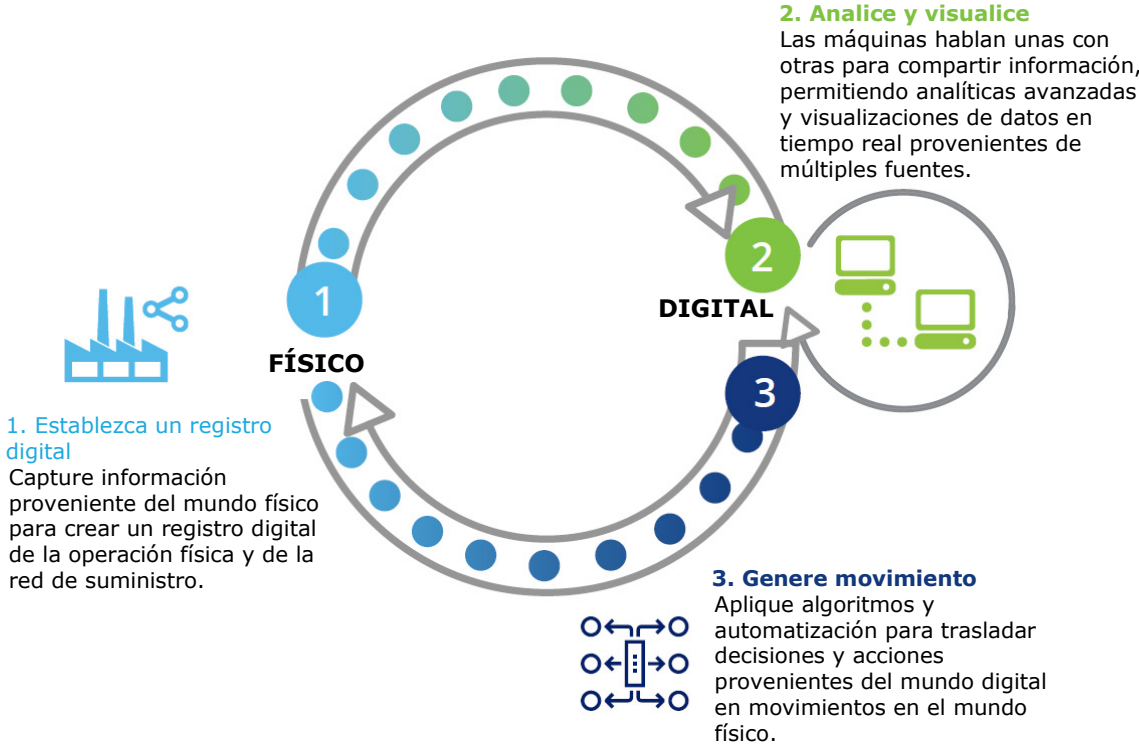 2. Analice y visualice
Las máquinas hablan unas con
otras para compartir información,
permitiendo analíticas avanzadas
y visualizaciones de datos en
tiempo real provenientes de
múltiples fuentes.
2
DIGITAL
1
FÍSICO
3
1. Establezca un registro
digital
Capture información
proveniente del mundo físico
para crear un registro digital
de la operación física y de la
red de suministro.
3. Genere movimiento
Aplique algoritmos y
automatización para trasladar
decisiones y acciones
provenientes del mundo digital
en movimientos en el mundo
físico.